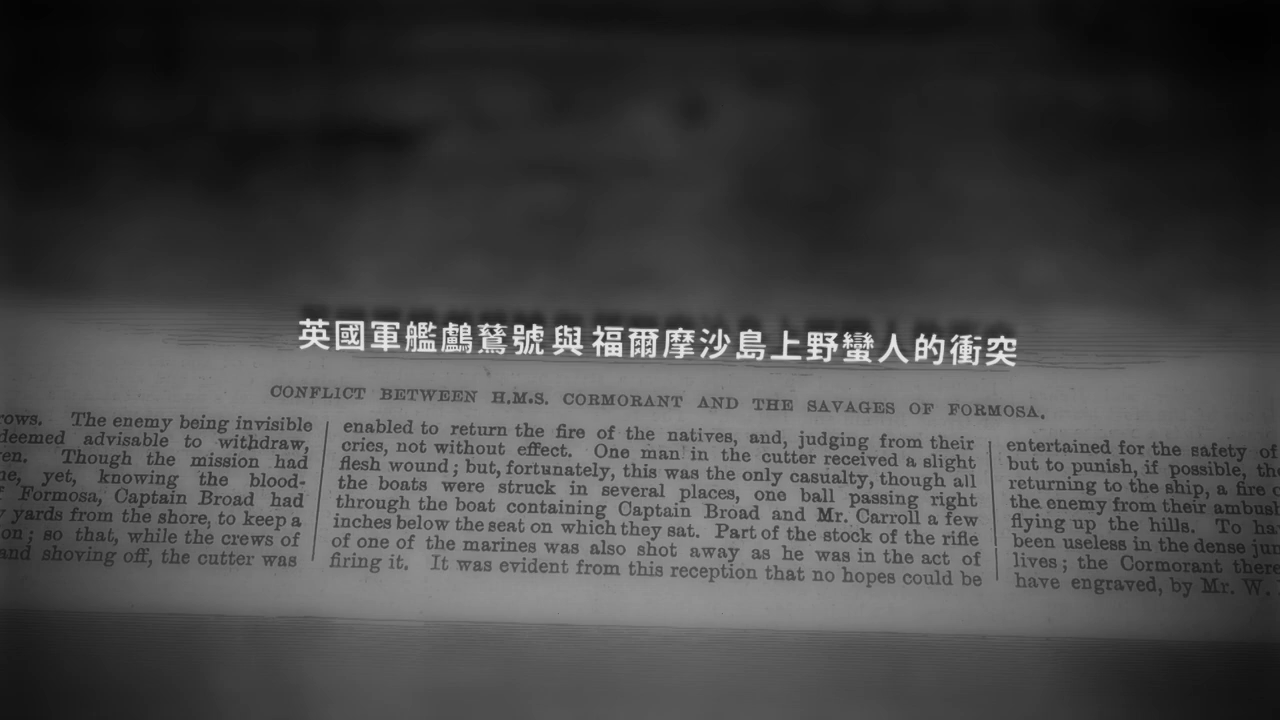 英國軍艦鸕鶿號與福爾摩沙島上野蠻人的衝突
CONFLICT BETWEEN H.M.S. CORMORANT AND THE SAVAGES OF FORMOSA.
rows. The enemy being invisible
deemed advisable to withdraw,
Though the mission had
yet, knowing the blood-
Formosa, Captain Broad had
yards from the shore, to keep a
so that, while the crews of
and shoving off, the cutter was
enabled to return the fire of the natives, and, judging from their
cries, not without effect. One man in the cutter received a slight
flesh wound; but, fortunately, this was the only casualty, though all
the boats were struck in several places, one ball passing right
through the boat containing Captain Broad and Mr. Carroll a few
inches below the seat on which they sat. Part of the stock of the rifle
of one of the marines was also shot away as he was in the act of
firing it. It was evident from this reception that no hopes could be
entertained for the safety of
but to punish, if possible, the
returning to the ship, a fire
the enemy from their ambush
flying up the hills. To
been useless in the dense
lives; the Cormorant there
have engraved, by Mr. W.